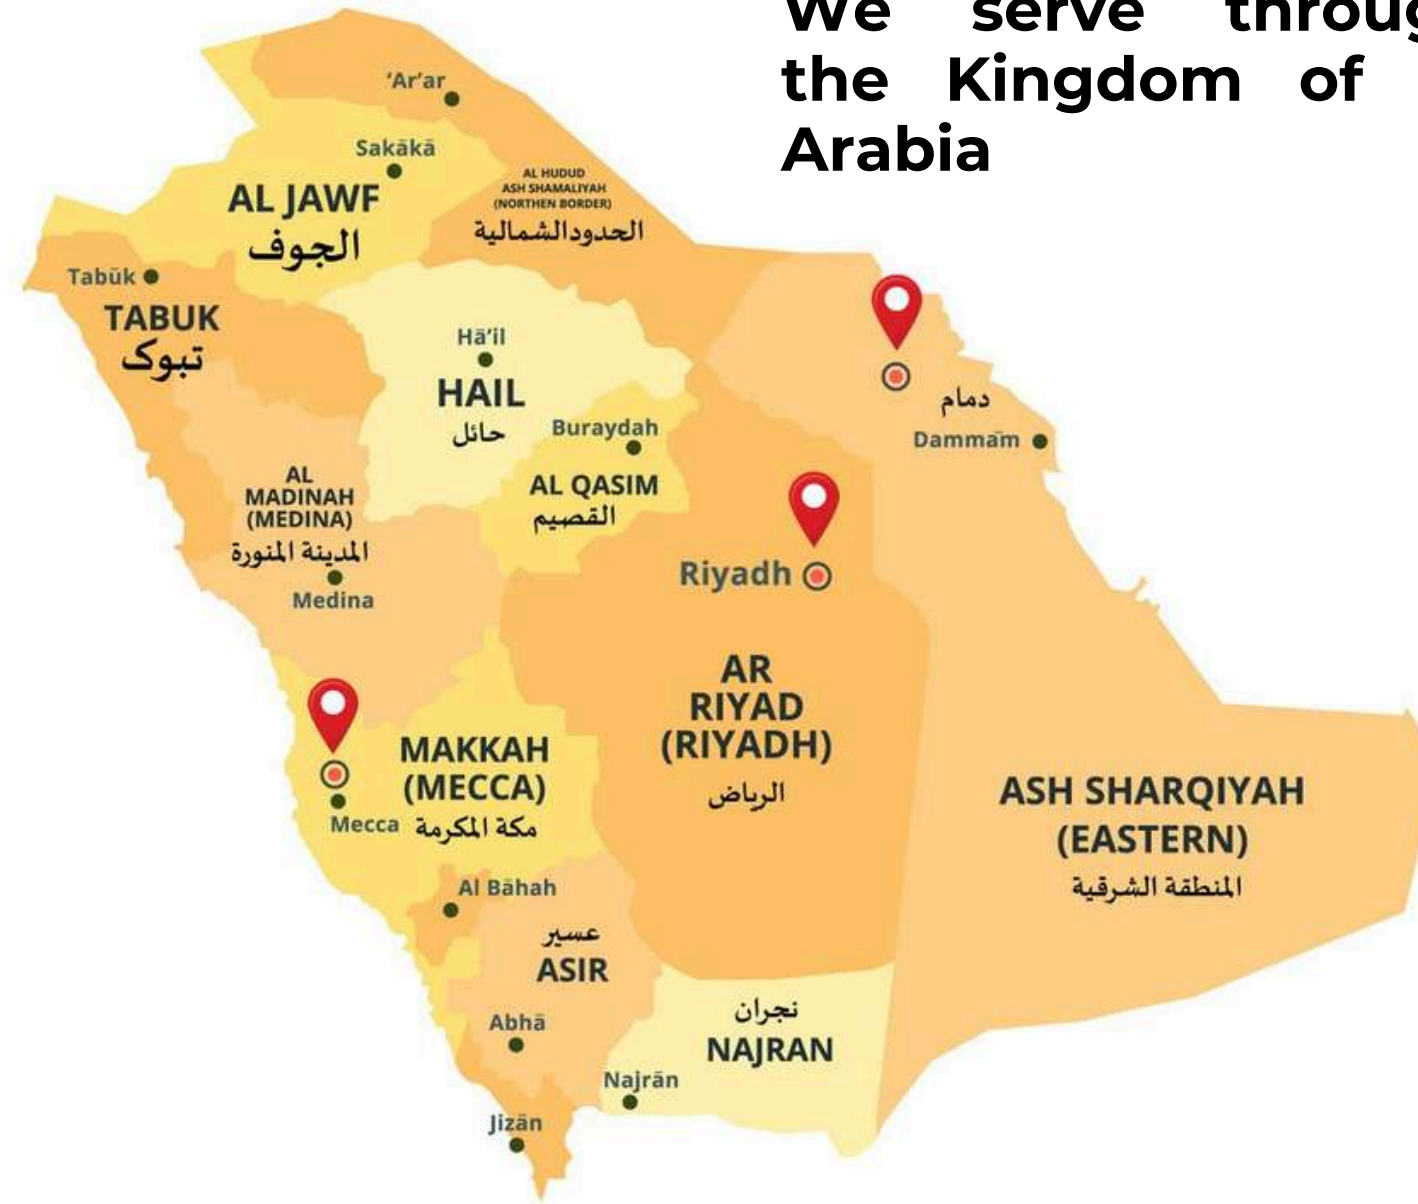 We serve throug
the Kingdom of
Arabia
'Ar'ar
Sakākā
AL JAWF
الجوف
AL HUDUD
ASH SHAMALIYAH
(NORTHEN BORDER)
الحدودالشمالية
Tabūk
TABUK
تبوک
Hā'il
HAIL
حائل
Buraydah
AL QASIM
القصيم
دمام
Dammām
AL
MADINAH
(MEDINA)
المدينة المنورة
Medina
Riyadh
AR
RIYAD
(RIYADH)
الرياض
MAKKAH
(MECCA)
مكة المكرمة
Mecca
ASH SHARQIYAH
(EASTERN)
المنطقة الشرقية
Al Bāhah
عسير
ASIR
Abhā
نجران
NAJRAN
Najrān
Jizān